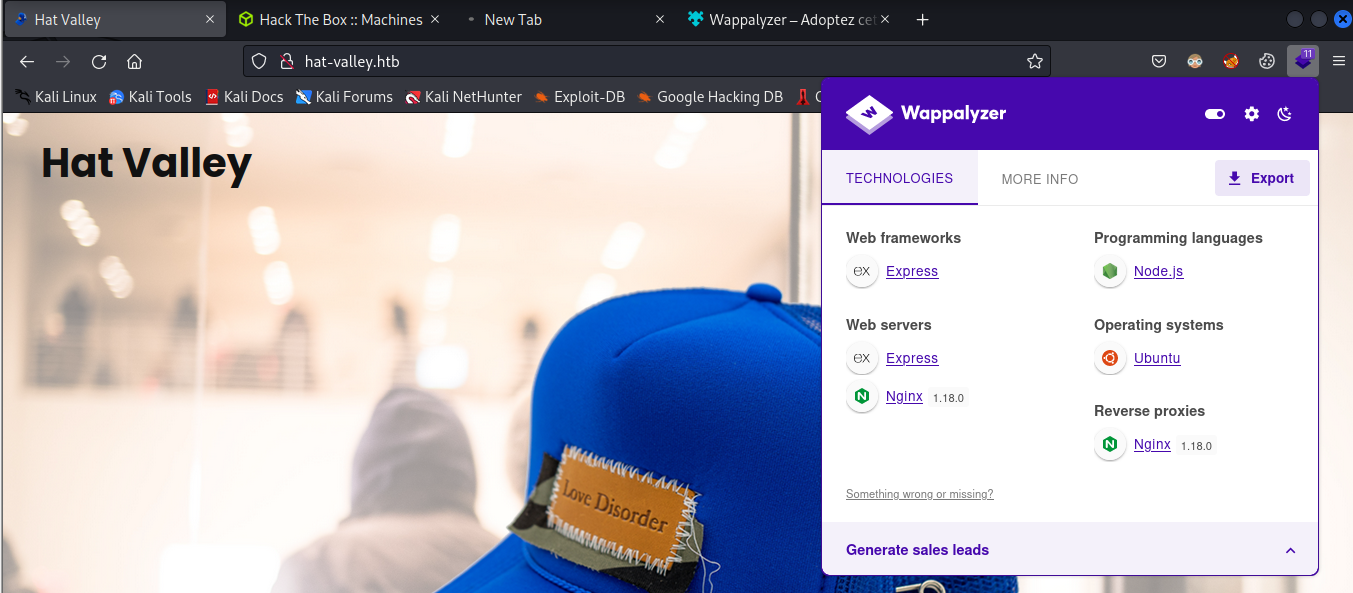 Hat Valley Hack The Box :: Machines New Tab Wappalyzer – Adoptez cet
hat-valley.htb 11
Kali Linux Kali Tools Kali Docs Kali Forums Kali NetHunter Exploit-DB Google Hacking DB
Wappalyzer
Hat Valley
TECHNOLOGIES MORE INFO Export
Web frameworks Programming languages
ex Express Node.js
Web servers Operating systems
ex Express Ubuntu
Nginx 1.18.0
Reverse proxies
Nginx 1.18.0
Something wrong or missing?
Love Disorder
Generate sales leads